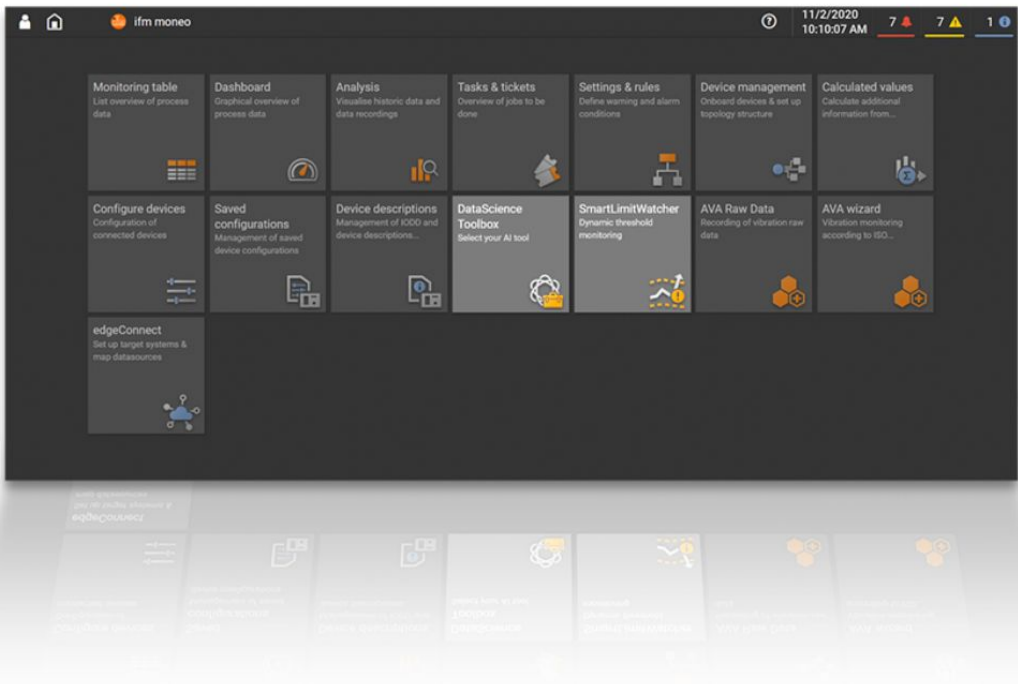 ifm moneo
11/2/2020
10:10:07 AM
7
7
1
Monitoring table
List overview of process
data
Dashboard
Graphical overview of
process data
Analysis
Visualise historic data and
data recordings
Tasks & tickets
Overview of jobs to be
done
Settings & rules
Define warning and alarm
conditions
Device management
Onboard devices & set up
topology structure
Calculated values
Calculate additional
information from...
Configure devices
Configuration of
connected devices
Saved
configurations
Management of saved
device configurations
Device descriptions
Management of IODD and
device descriptions...
DataScience
Toolbox
Select your AI tool
SmartLimitWatcher
Dynamic threshold
monitoring
AVA Raw Data
Recording of vibration raw
data
AVA wizard
Vibration monitoring
according to ISO...
edgeConnect
Set up target systems &
map datasources